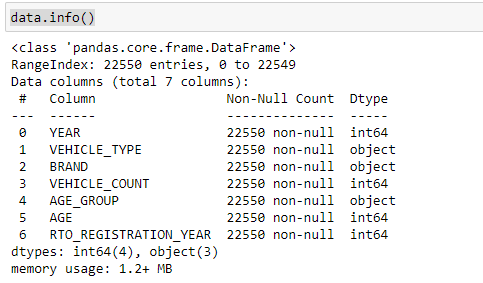 data.info()
<class 'pandas.core.frame.DataFrame'>
RangeIndex: 22550 entries, 0 to 22549
Data columns (total 7 columns):
 #   Column                 Non-Null Count  Dtype
---  ------                 --------------  -----
 0   YEAR                   22550 non-null  int64
 1   VEHICLE_TYPE           22550 non-null  object
 2   BRAND                  22550 non-null  object
 3   VEHICLE_COUNT          22550 non-null  int64
 4   AGE_GROUP              22550 non-null  object
 5   AGE                    22550 non-null  int64
 6   RTO_REGISTRATION_YEAR  22550 non-null  int64
dtypes: int64(4), object(3)
memory usage: 1.2+ MB